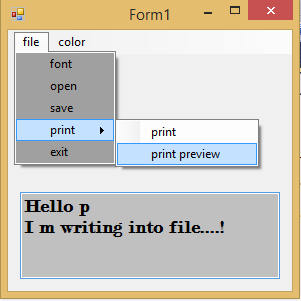 Form1
file color
font
open
save
print
print
exit
print preview
Hello p
I m writing into file....!